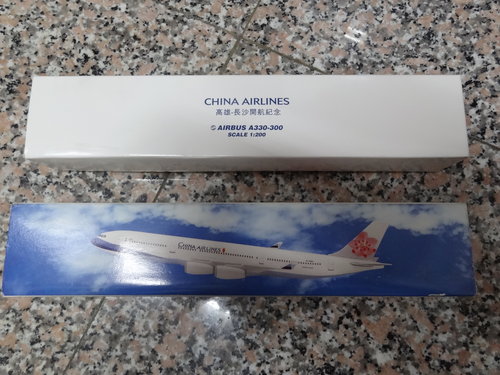 CHINA AIRLINES
高雄-長沙開航紀念
AIRBUS A330-300
SCALE 1:200
CHINA AIRLINES